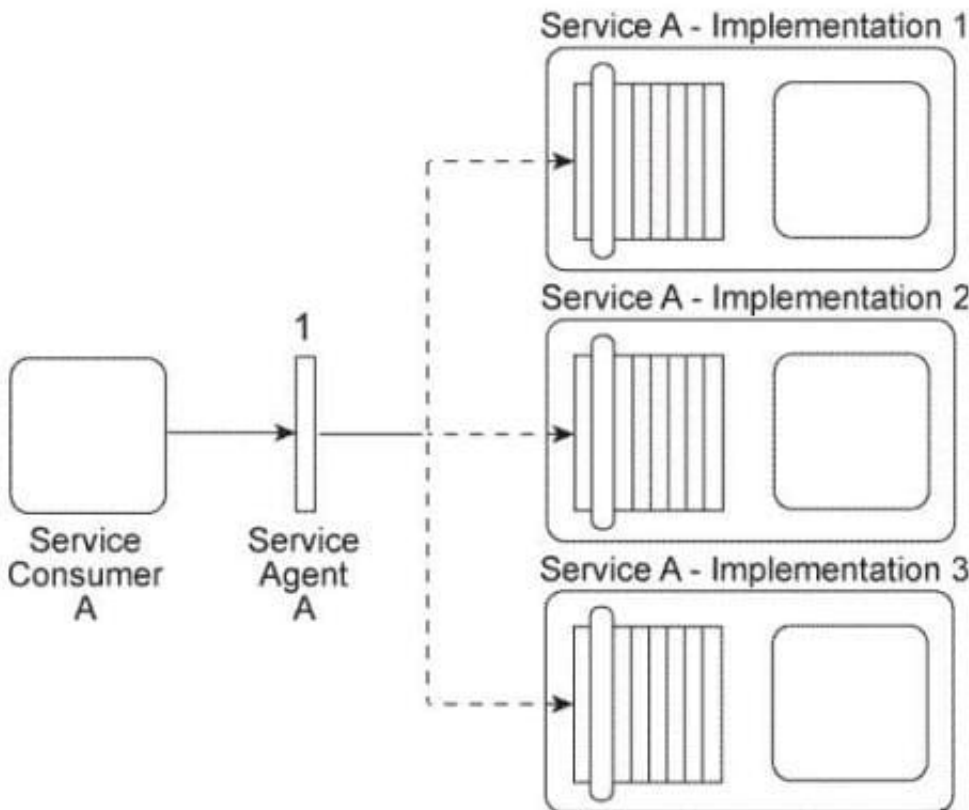 Service A - Implementation 1
Service A - Implementation 2
1
Service
Consumer
A
Service
Agent
A
Service A - Implementation 3